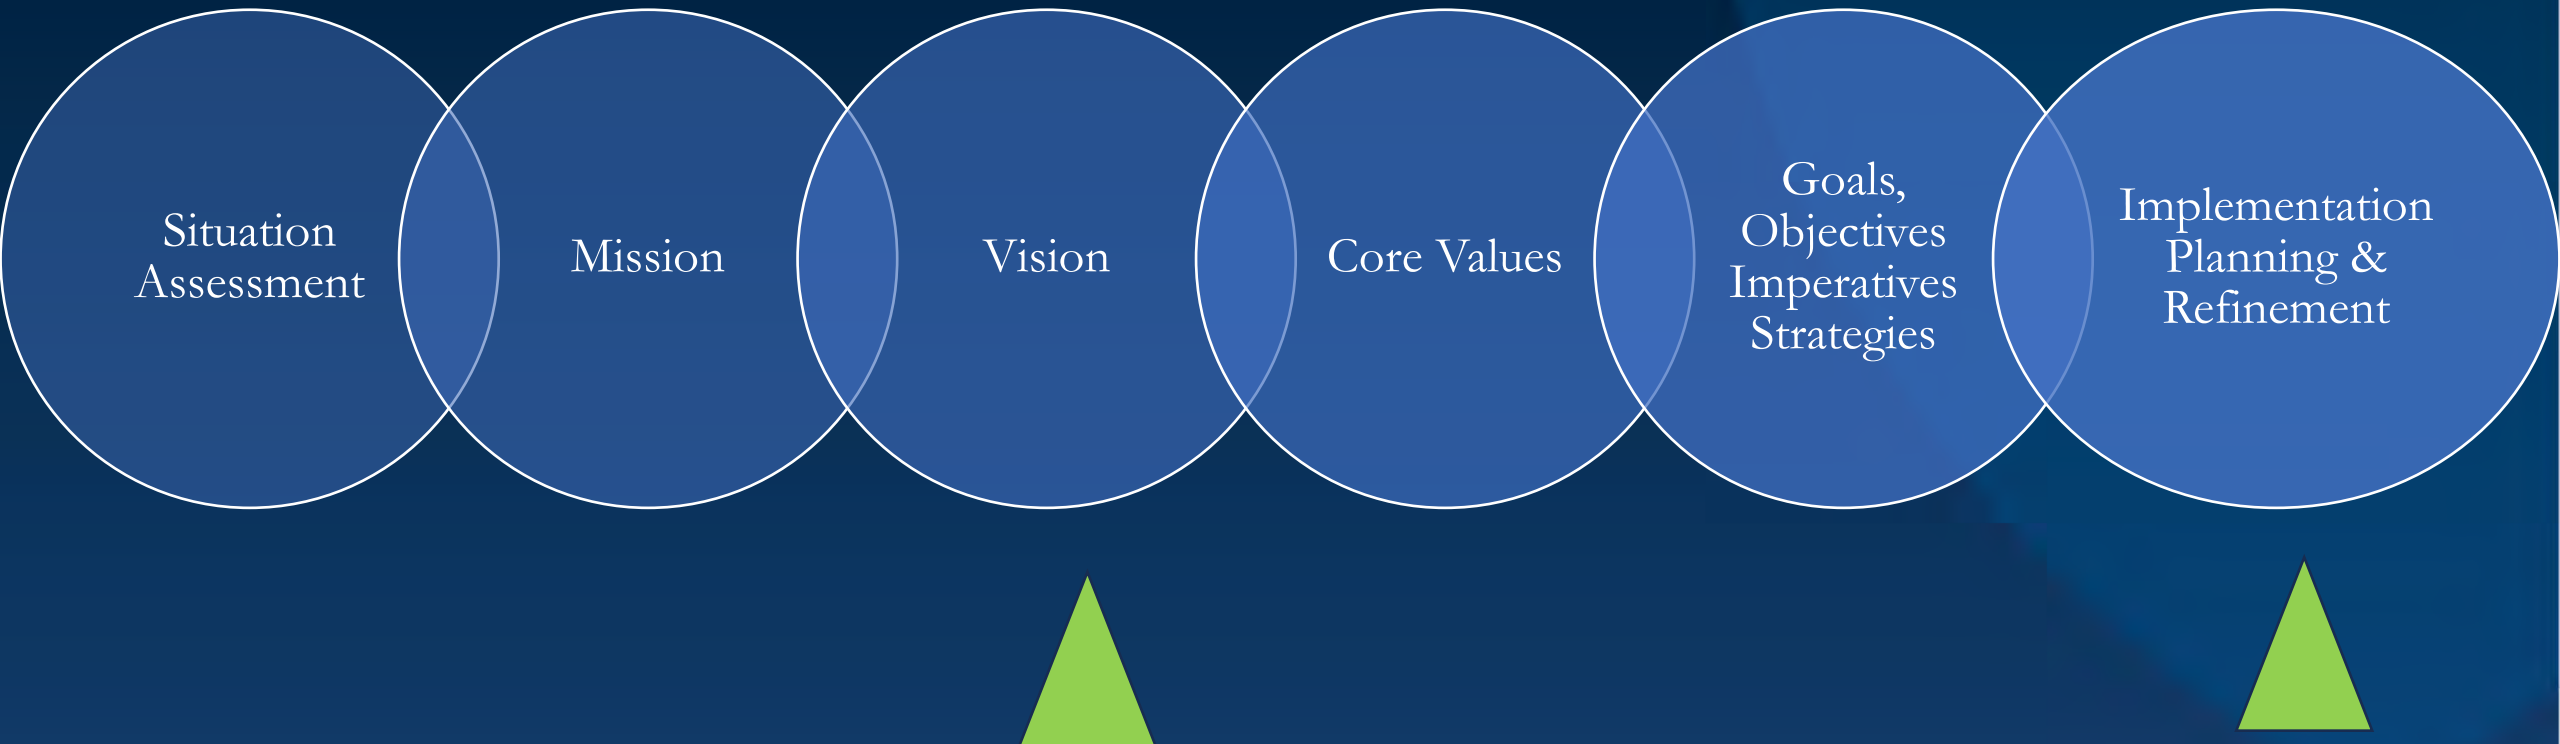 Situation
Assessment
Mission
Vision
Core Values
Goals,
Objectives
Imperatives
Strategies
Implementation
Planning &
Refinement